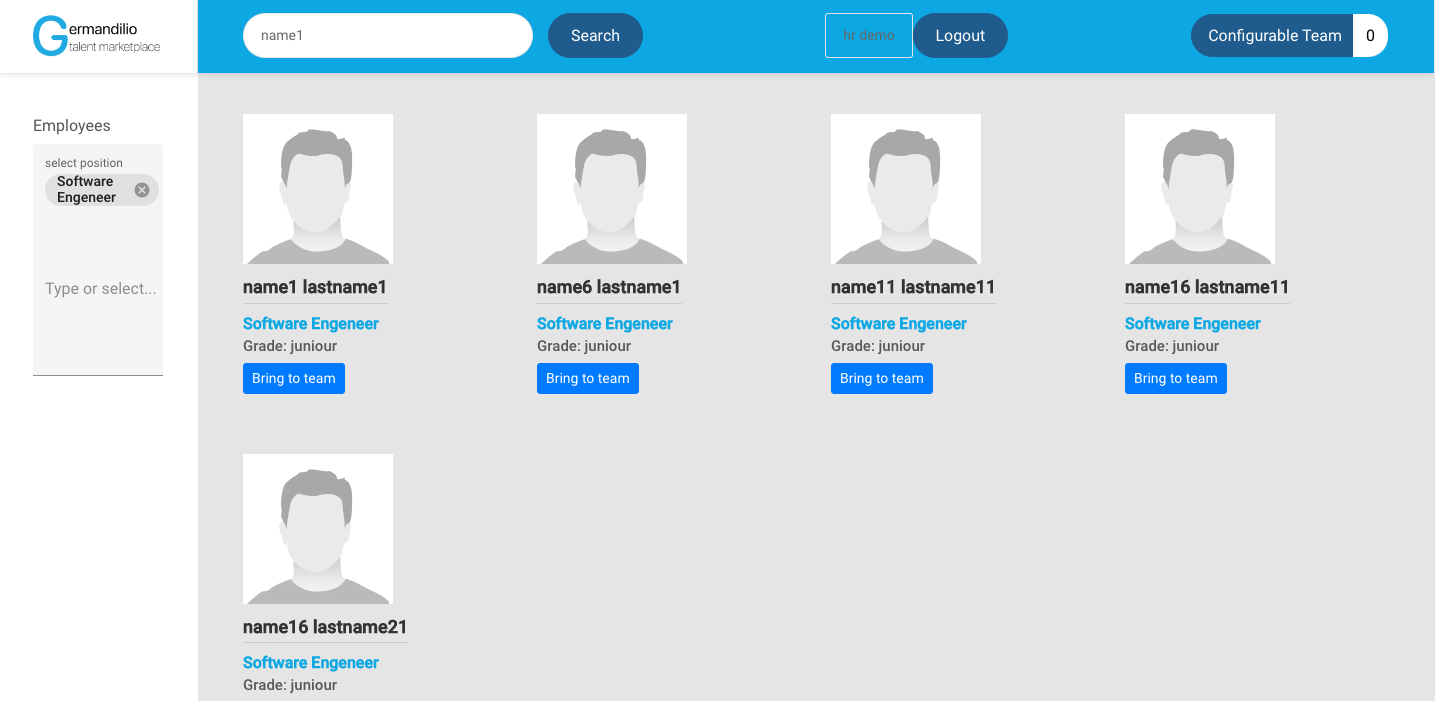 Germandilio
talent marketplace
name1
Search
hr demo
Logout
Configurable Team
0
Employees
select position
Software
Engeneer
Type or select...
name1 lastname1
Software Engeneer
Grade: juniour
Bring to team
name6 lastname1
Software Engeneer
Grade: juniour
Bring to team
name11 lastname11
Software Engeneer
Grade: juniour
Bring to team
name16 lastname11
Software Engeneer
Grade: juniour
Bring to team
name16 lastname21
Software Engeneer
Grade: juniour